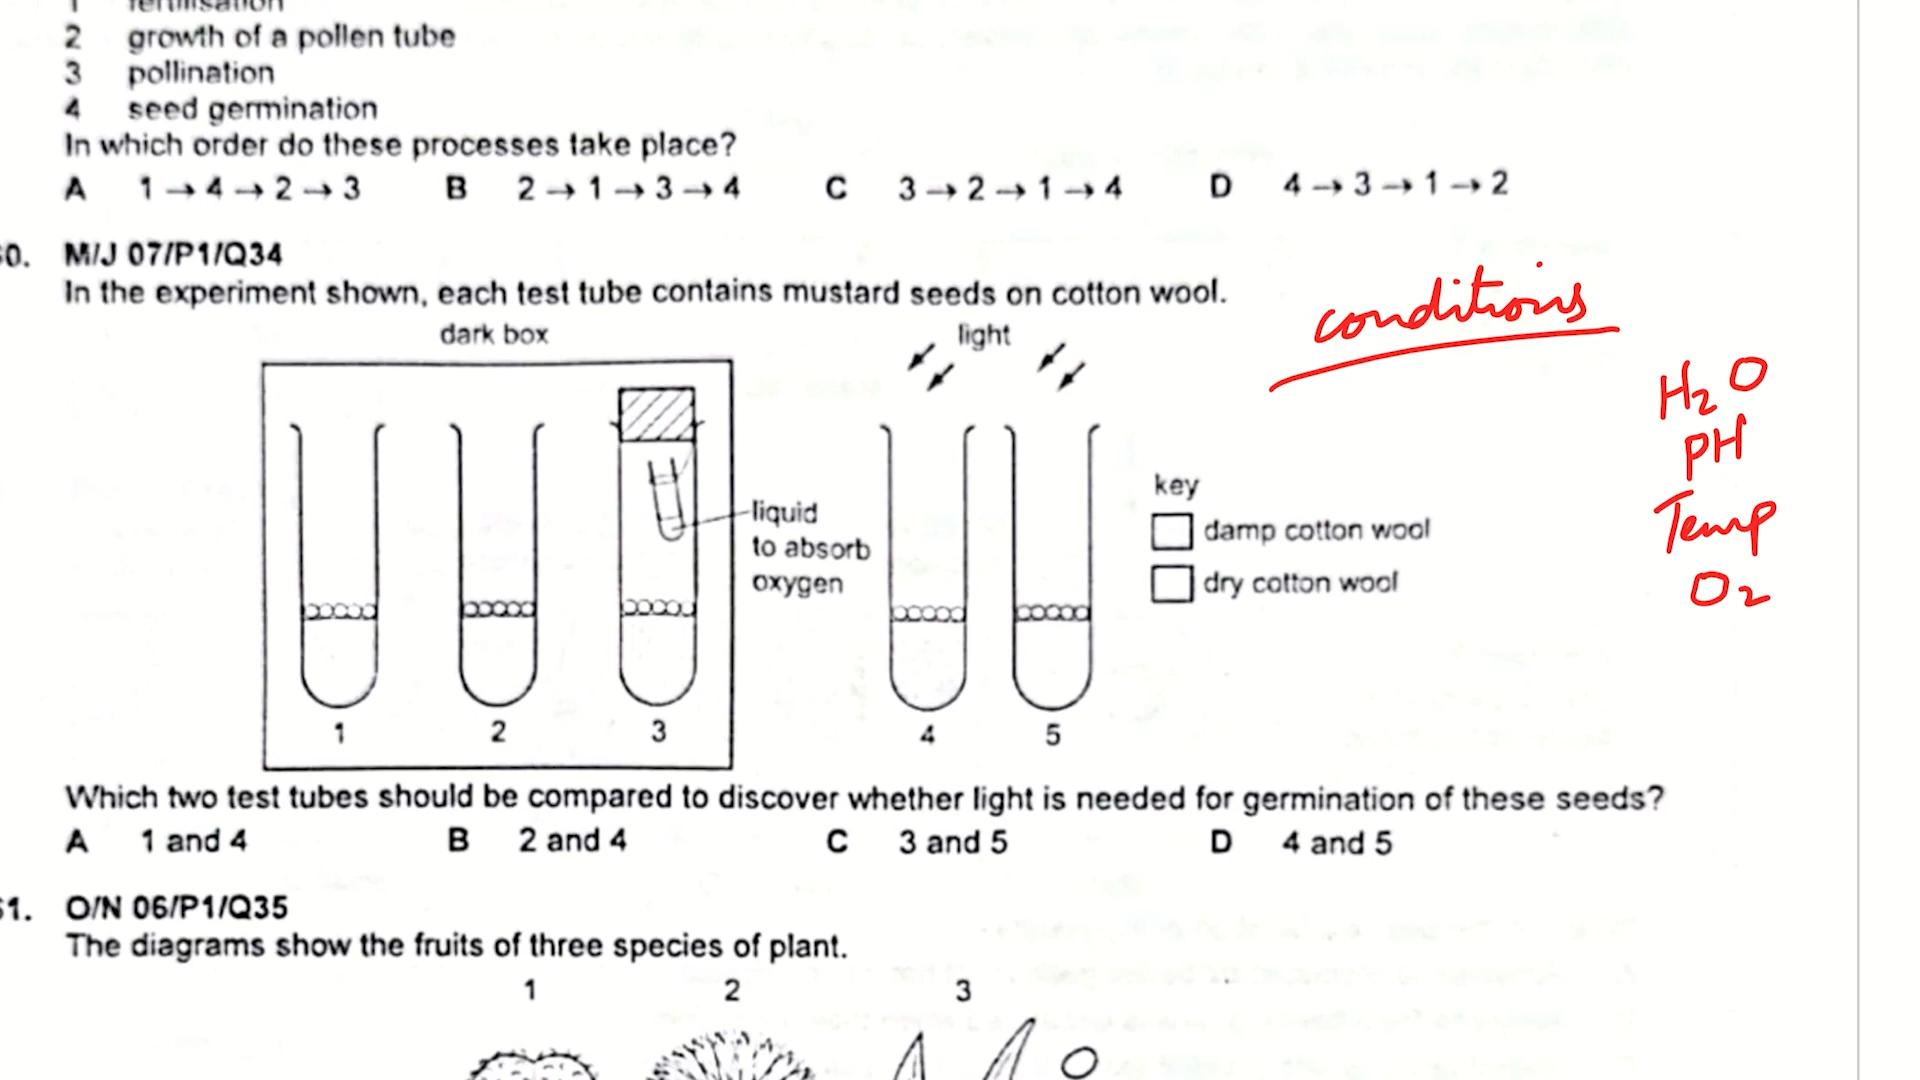 1 fertilisation
2 growth of a pollen tube
3 pollination
4 seed germination
In which order do these processes take place?
A 1 → 4 → 2 → 3 B 2 → 1 → 3 → 4 C 3 → 2 → 1 → 4 D 4 → 3 → 1 → 2
0. M/J 07/P1/Q34
In the experiment shown, each test tube contains mustard seeds on cotton wool.
conditions
dark box light
H2O
PH
Temp
O2
liquid
to absorb
oxygen
key
damp cotton wool
dry cotton wool
1 2 3 4 5
Which two test tubes should be compared to discover whether light is needed for germination of these seeds?
A 1 and 4 B 2 and 4 C 3 and 5 D 4 and 5
1. O/N 06/P1/Q35
The diagrams show the fruits of three species of plant.
1 2 3